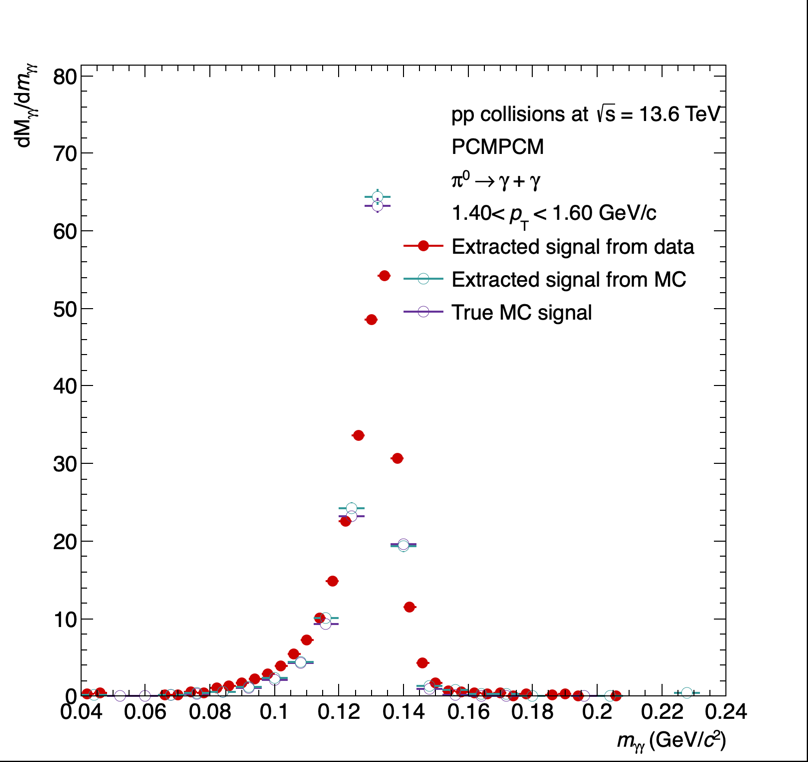 dMγγ/dmγγ
80
70
60
50
40
30
20
10
0
pp collisions at √s = 13.6 TeV
PCMPCM
π⁰ → γ + γ
1.40< pT < 1.60 GeV/c
Extracted signal from data
Extracted signal from MC
True MC signal
0.04 0.06 0.08 0.1 0.12 0.14 0.16 0.18 0.2 0.22 0.24
mγγ (GeV/c²)